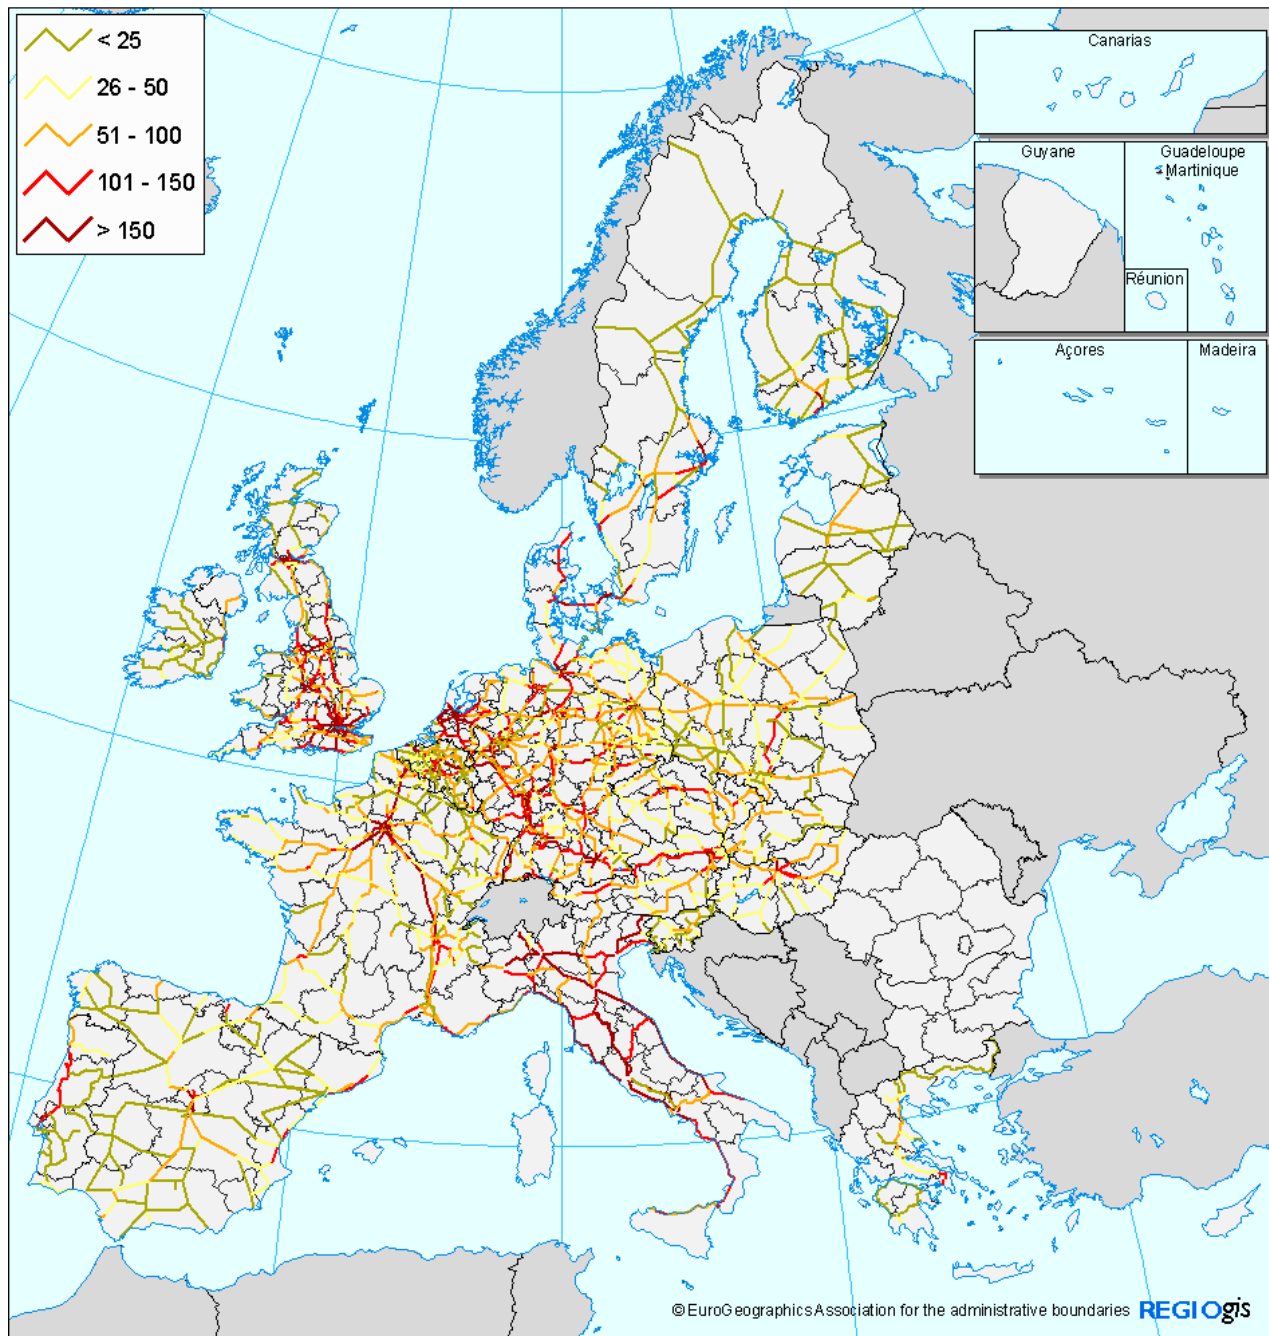 < 25
26 - 50
51 - 100
101 - 150
> 150
Canarias
Guyane
Guadeloupe
Martinique
Réunion
Açores
Madeira
© EuroGeographics Association for the administrative boundaries REGIOgis